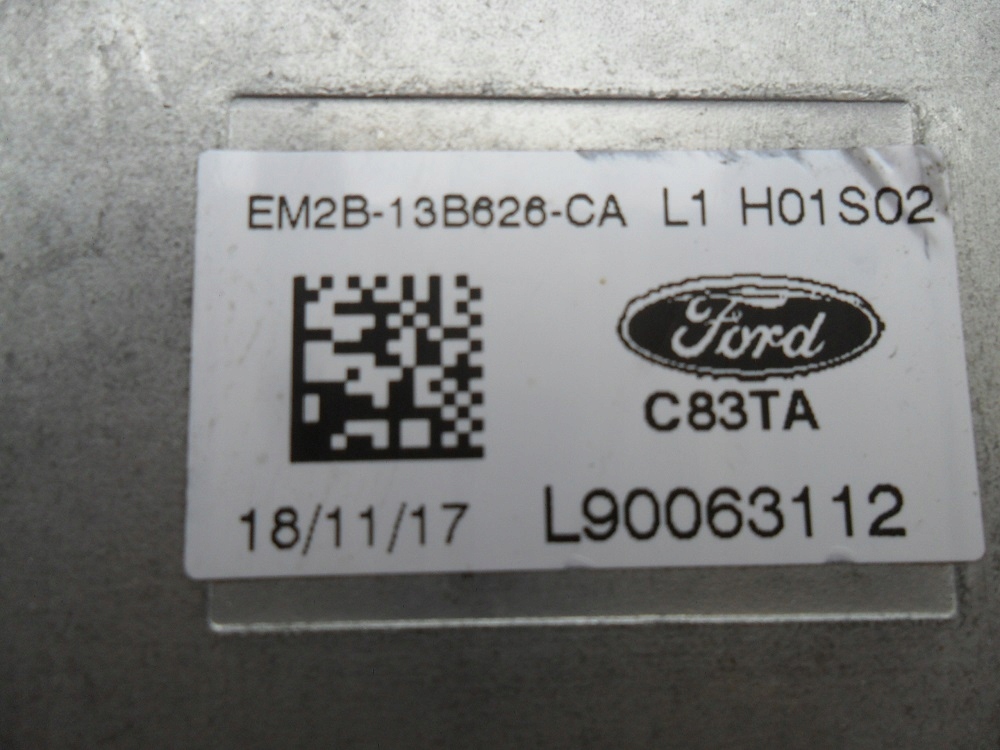 EM2B-13B626-CA L1 H01S02
Ford
C83TA
18/11/17 L90063112